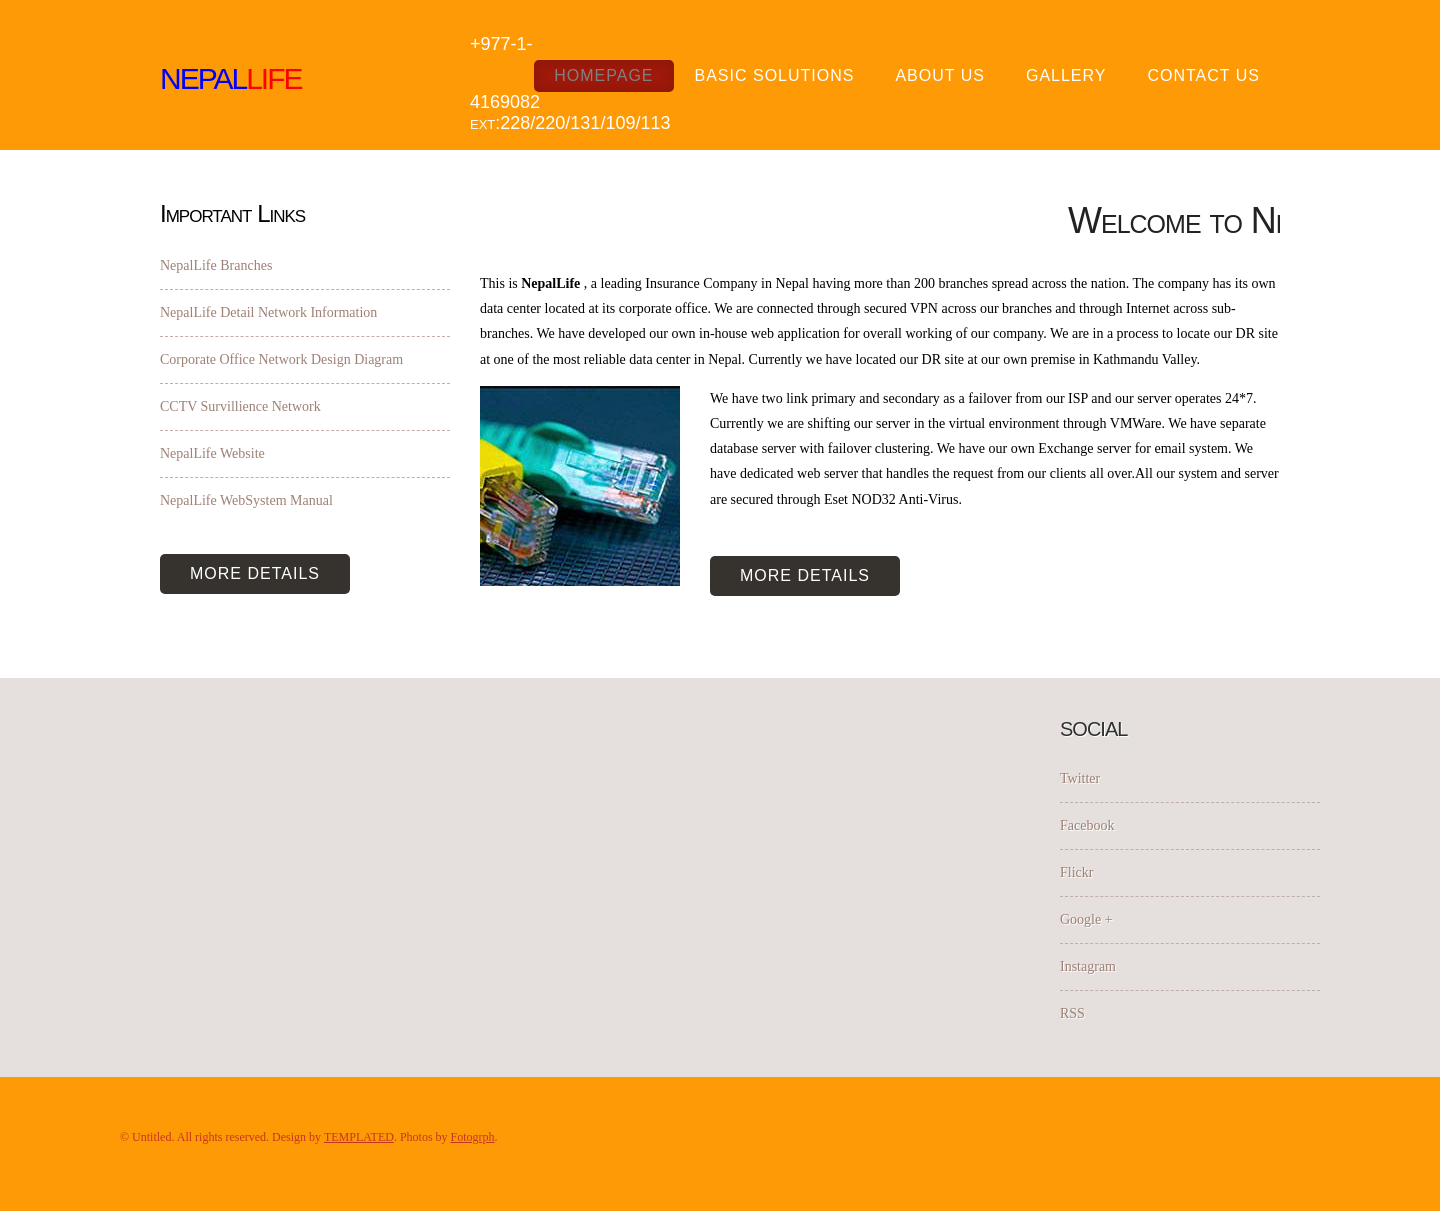 +977-1-
NEPALLIFE
HOMEPAGE BASIC SOLUTIONS ABOUT US GALLERY CONTACT US
4169082
EXT:228/220/131/109/113
Important Links
NepalLife Branches
NepalLife Detail Network Information
Corporate Office Network Design Diagram
CCTV Survillience Network
NepalLife Website
NepalLife WebSystem Manual
MORE DETAILS
Welcome to
This is NepalLife , a leading Insurance Company in Nepal having more than 200 branches spread across the nation. The company has its own
data center located at its corporate office. We are connected through secured VPN across our branches and through Internet across sub-
branches. We have developed our own in-house web application for overall working of our company. We are in a process to locate our DR site
at one of the most reliable data center in Nepal. Currently we have located our DR site at our own premise in Kathmandu Valley.
We have two link primary and secondary as a failover from our ISP and our server operates 24*7.
Currently we are shifting our server in the virtual environment through VMWare. We have separate
database server with failover clustering. We have our own Exchange server for email system. We
have dedicated web server that handles the request from our clients all over.All our system and server
are secured through Eset NOD32 Anti-Virus.
MORE DETAILS
SOCIAL
Twitter
Facebook
Flickr
Google +
Instagram
RSS
© Untitled. All rights reserved. Design by TEMPLATED. Photos by Fotogrph.